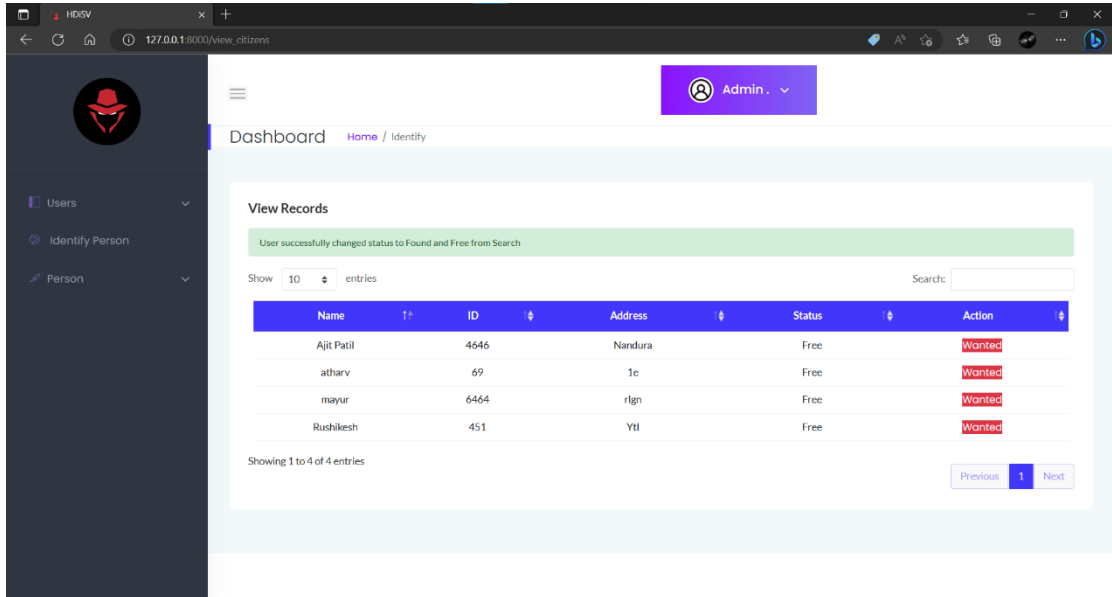 HDiSV
127.0.0.1:8000/view_citizens
Admin .
Dashboard Home / Identify
Users
Identify Person
Person
View Records
User successfully changed status to Found and Free from Search
Show 10 entries Search:
Name ID Address Status Action
Ajit Patil 4646 Nandura Free Wanted
atharv 69 1e Free Wanted
mayur 6464 rlgn Free Wanted
Rushikesh 451 Ytl Free Wanted
Showing 1 to 4 of 4 entries
Previous 1 Next